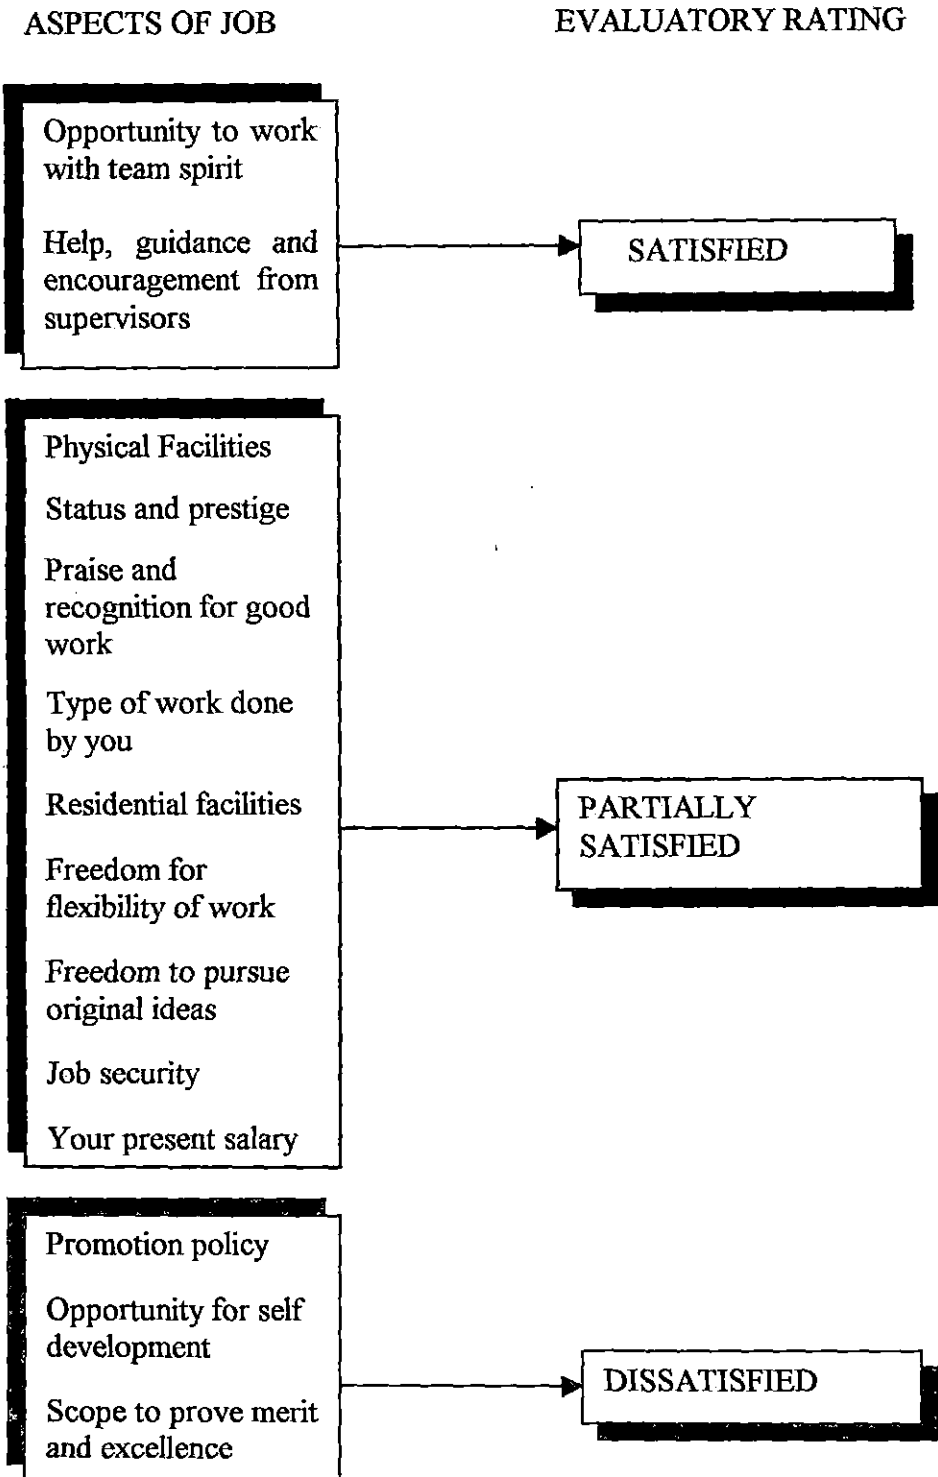 ASPECTS OF JOB
EVALUATORY RATING
Opportunity to work
with team spirit
Help, guidance and
encouragement from
supervisors
SATISFIED
Physical Facilities
Status and prestige
Praise and
recognition for good
work
Type of work done
by you
Residential facilities
Freedom for
flexibility of work
Freedom to pursue
original ideas
Job security
Your present salary
PARTIALLY
SATISFIED
Promotion policy
Opportunity for self
development
Scope to prove merit
and excellence
DISSATISFIED